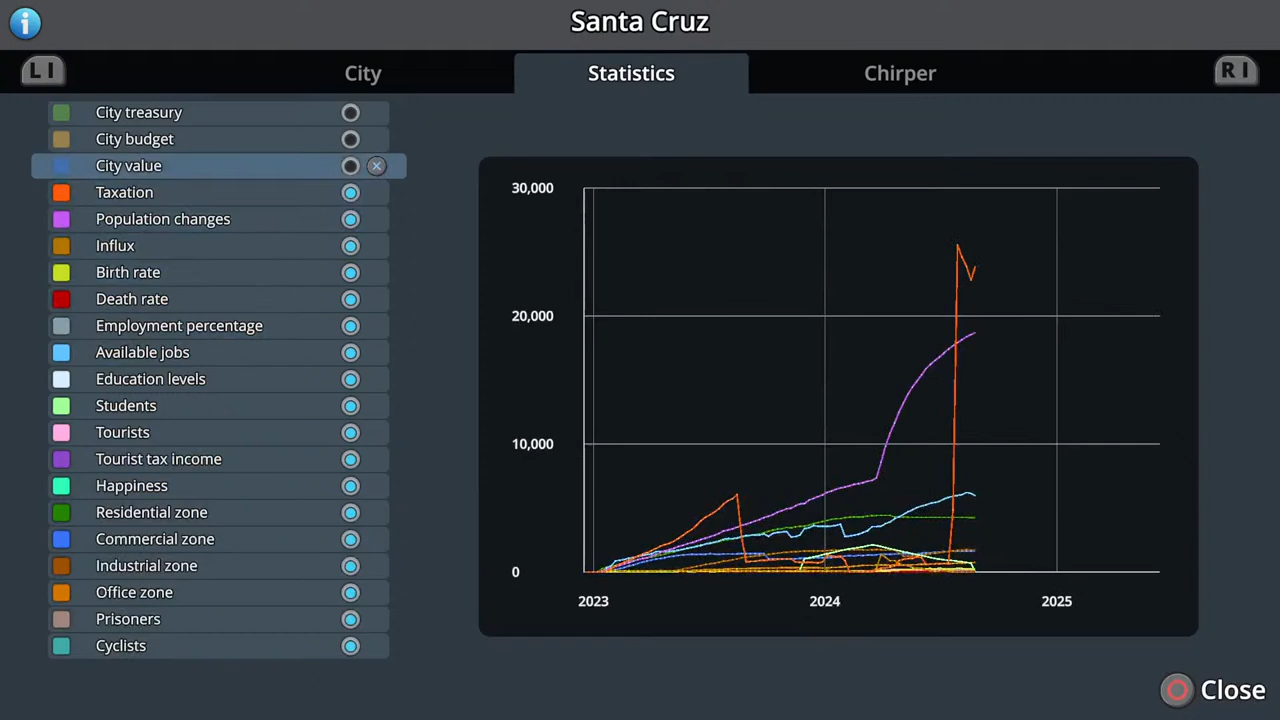 Santa Cruz
L1
City
Statistics
Chirper
R1
City treasury
City budget
City value
Taxation
Population changes
Influx
Birth rate
Death rate
Employment percentage
Available jobs
Education levels
Students
Tourists
Tourist tax income
Happiness
Residential zone
Commercial zone
Industrial zone
Office zone
Prisoners
Cyclists
30,000
20,000
10,000
0
2023
2024
2025
Close